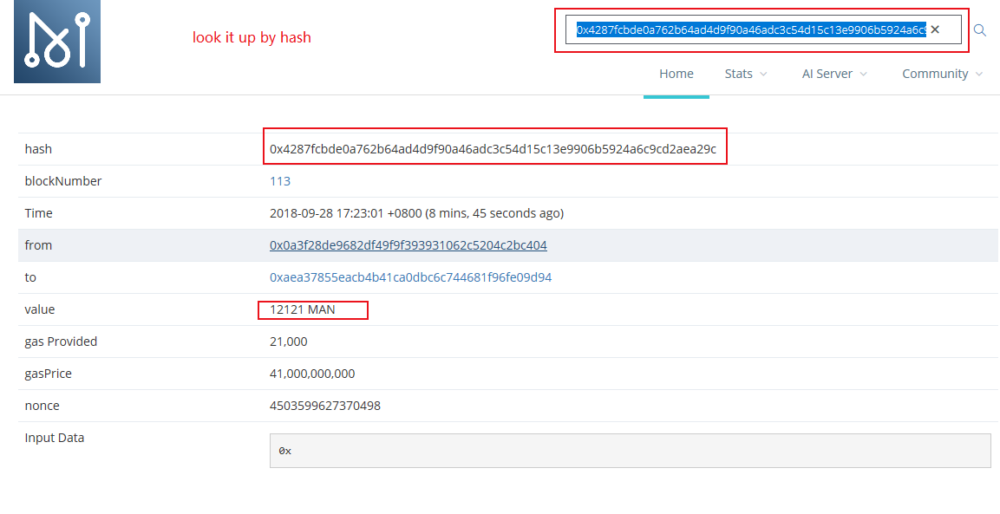 look it up by hash
0x4287fcbde0a762b64ad4d9f90a46adc3c54d15c13e9906b5924a6c9
Home Stats AI Server Community
hash 0x4287fcbde0a762b64ad4d9f90a46adc3c54d15c13e9906b5924a6c9cd2aea29c
blockNumber 113
Time 2018-09-28 17:23:01 +0800 (8 mins, 45 seconds ago)
from 0x0a3f28de9682df49f9f393931062c5204c2bc404
to 0xaea37855eacb4b41ca0dbc6c744681f96fe09d94
value 12121 MAN
gas Provided 21,000
gasPrice 41,000,000,000
nonce 4503599627370498
Input Data
0x